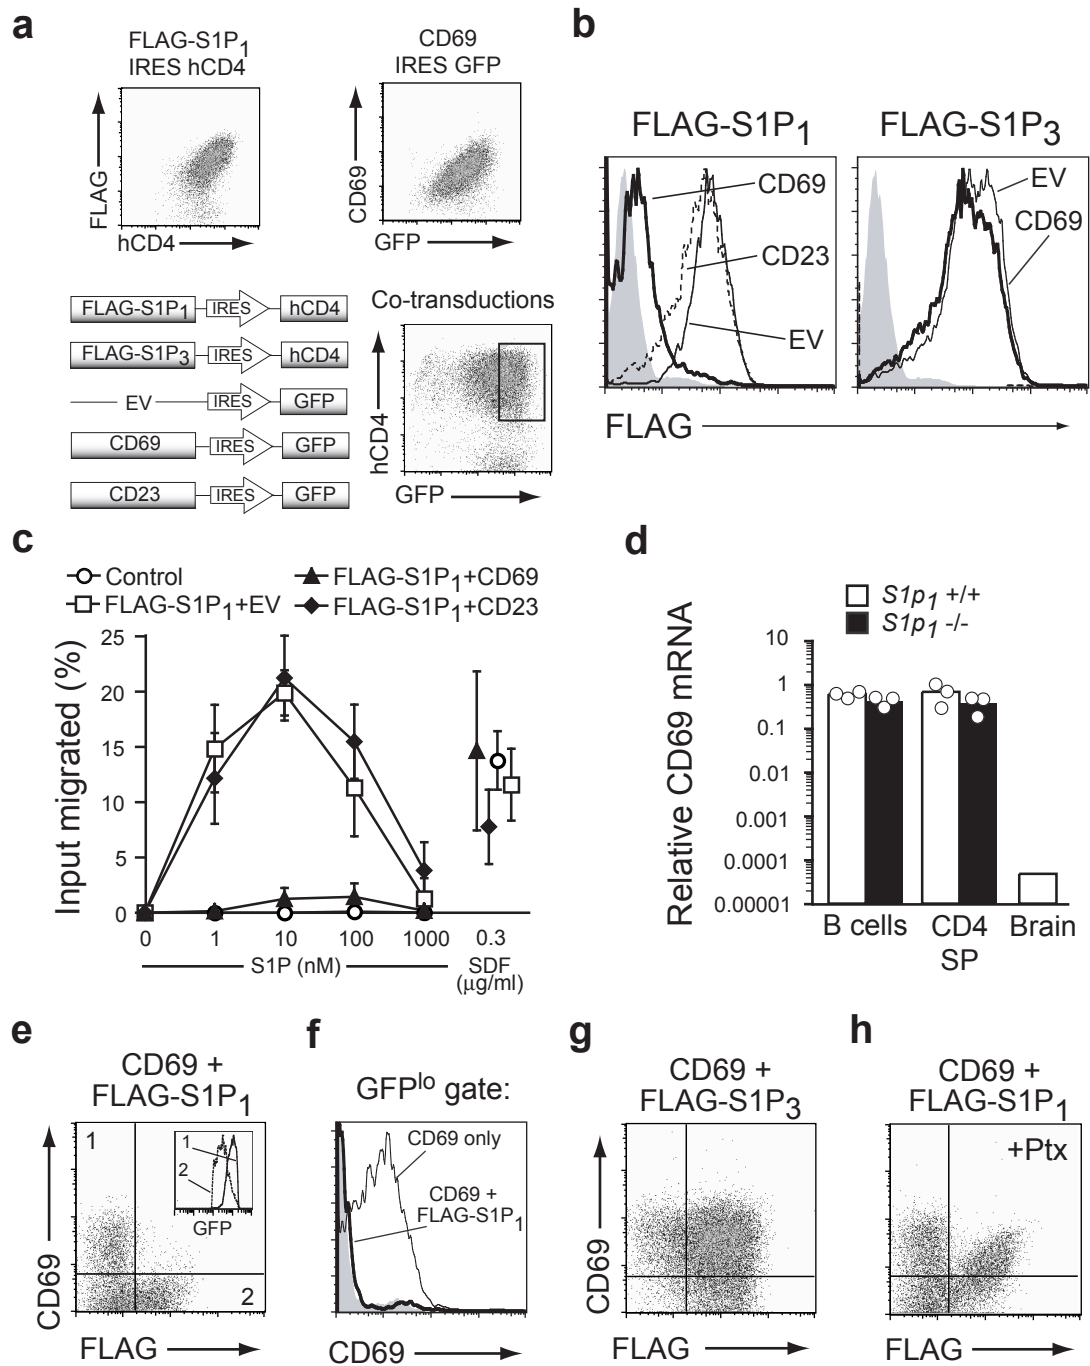 a
FLAG-S1P1
IRES hCD4
FLAG
hCD4
CD69
IRES GFP
CD69
GFP
FLAG-S1P1 IRES hCD4
FLAG-S1P3 IRES hCD4
EV IRES GFP
CD69 IRES GFP
CD23 IRES GFP
Co-transductions
hCD4
GFP
b
FLAG-S1P1
CD69
CD23
EV
FLAG-S1P3
EV
CD69
FLAG
c
Control
FLAG-S1P1+EV
FLAG-S1P1+CD69
FLAG-S1P1+CD23
Input migrated (%)
25
20
15
10
5
0
0 1 10 100 1000 0.3
S1P (nM)
SDF
(μg/ml)
d
S1p1 +/+
S1p1 -/-
Relative CD69 mRNA
10
1
0.1
0.01
0.001
0.0001
0.00001
B cells CD4 Brain
SP
e
CD69 +
FLAG-S1P1
1
1
2
GFP
2
CD69
FLAG
f
GFPlo gate:
CD69 only
CD69 +
FLAG-S1P1
CD69
g
CD69 +
FLAG-S1P3
CD69
FLAG
h
CD69 +
FLAG-S1P1
+Ptx
FLAG